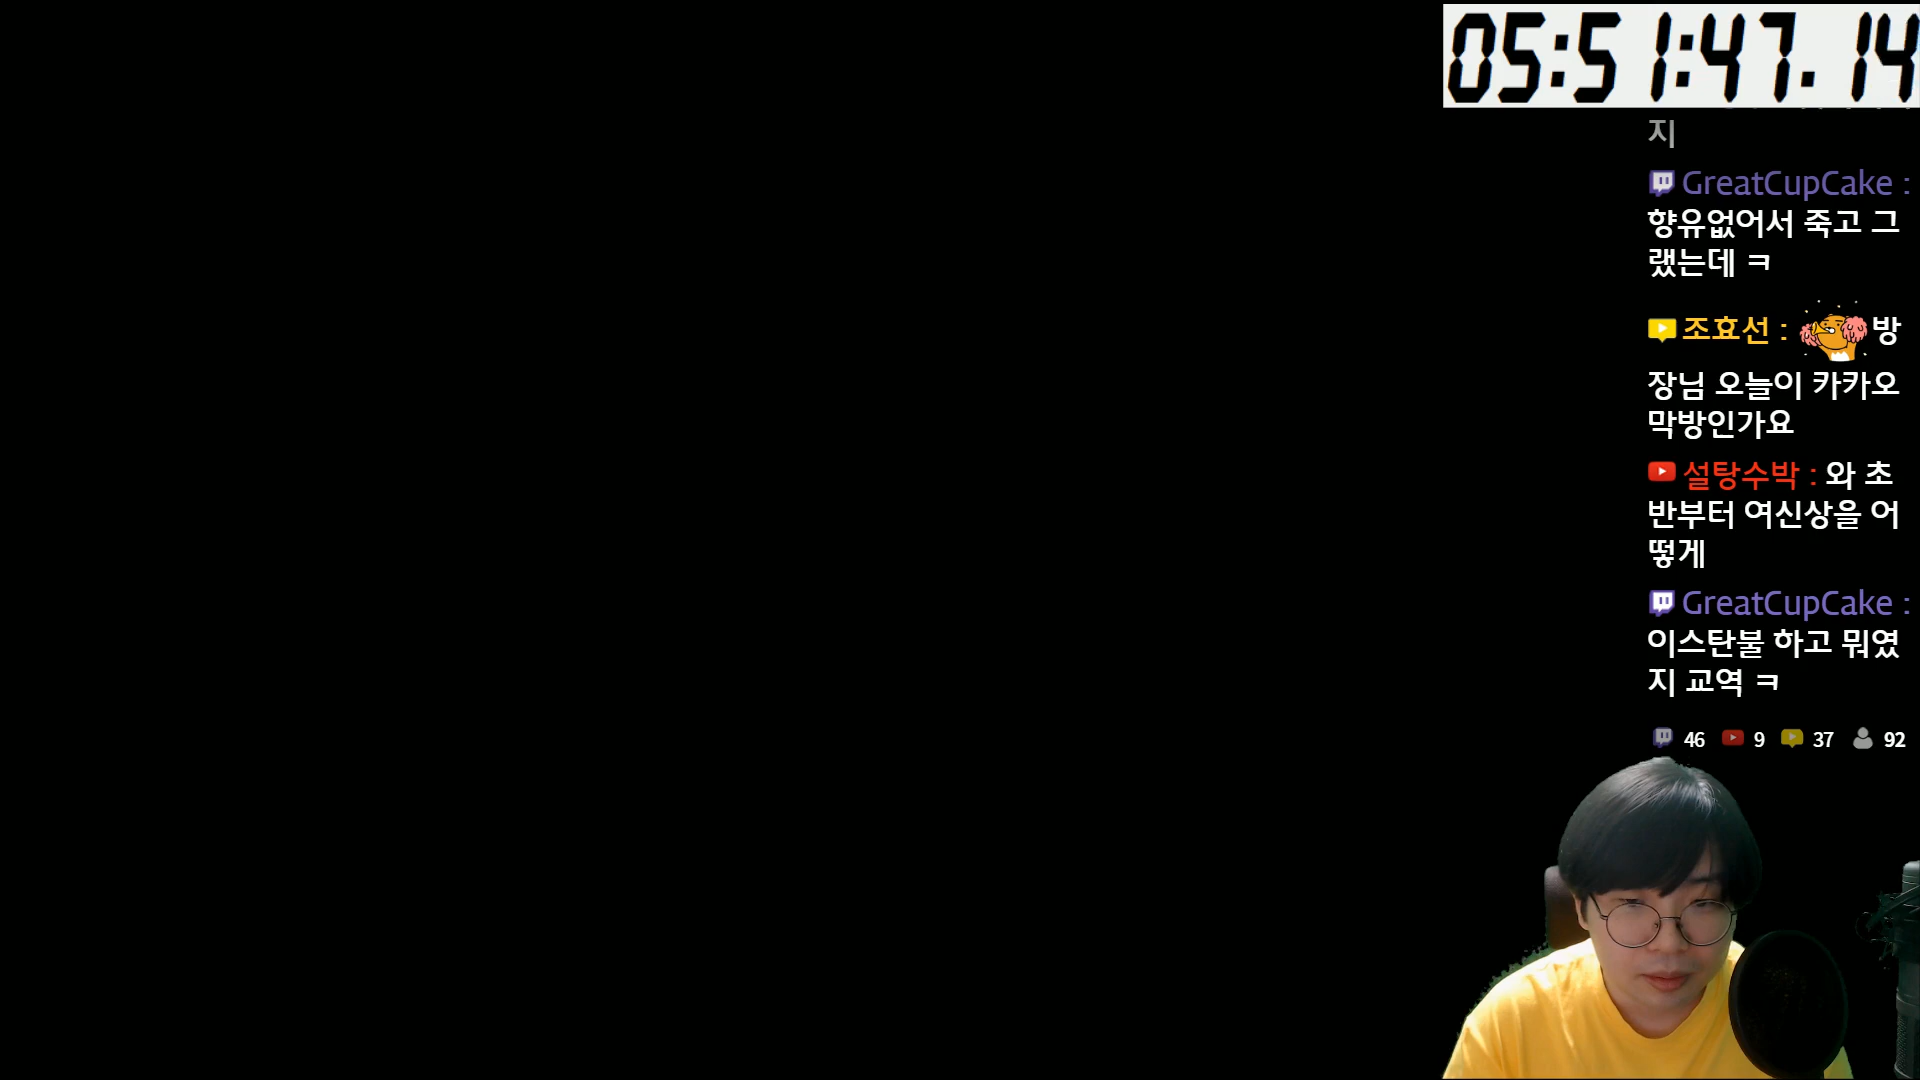 05:51:47.14
지
GreatCupCake :
향유없어서 죽고 그
랬는데 ㅋ
조효선 : 방
장님 오늘이 카카오
막방인가요
설탕수박 : 와 초
반부터 여신상을 어
떻게
GreatCupCake :
이스탄불 하고 뭐였
지 교역 ㅋ
46 9 37 92